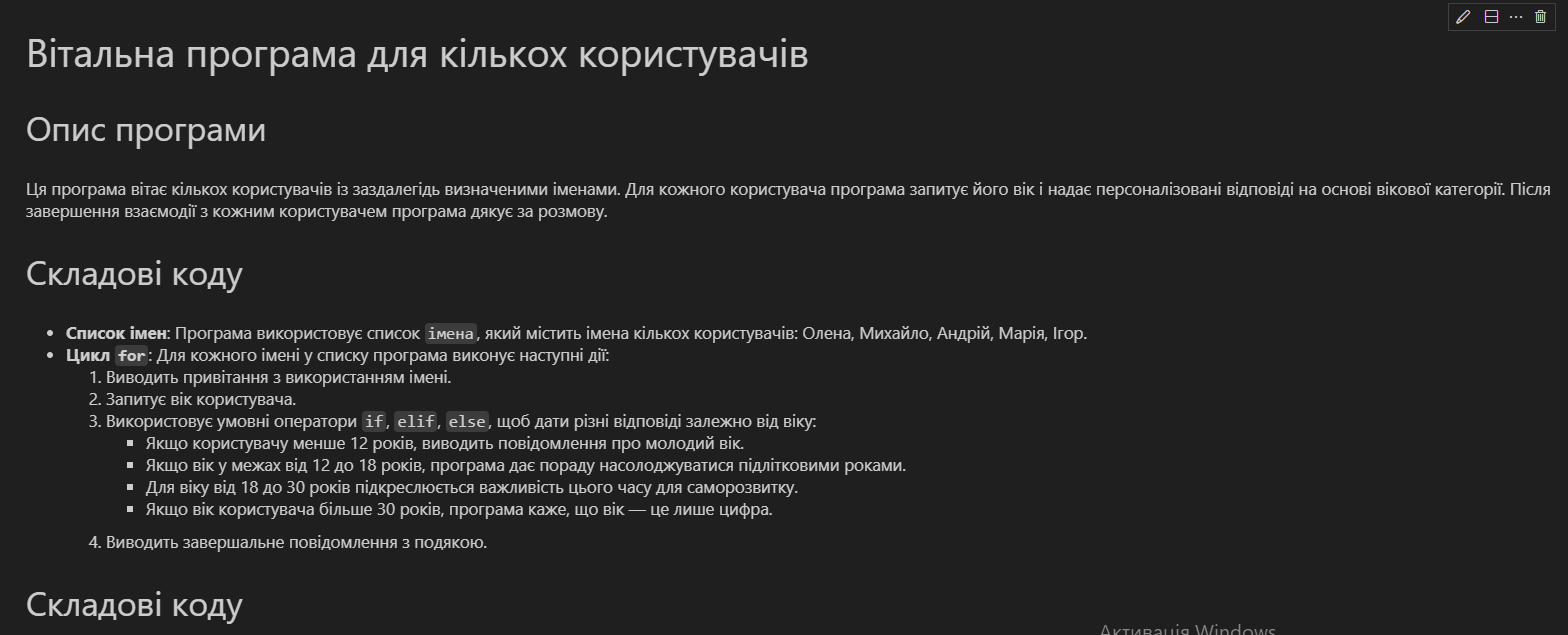 Вітальна програма для кількох користувачів
Опис програми
Ця програма вітає кількох користувачів із заздалегідь визначеними іменами. Для кожного користувача програма запитує його вік і надає персоналізовані відповіді на основі вікової категорії. Після
завершення взаємодії з кожним користувачем програма дякує за розмову.
Складові коду
• Список імен: Програма використовує список імена, який містить імена кількох користувачів: Олена, Михайло, Андрій, Марія, Ігор.
• Цикл for: Для кожного імені у списку програма виконує наступні дії:
1. Виводить привітання з використанням імені.
2. Запитує вік користувача.
3. Використовує умовні оператори if, elif, else, щоб дати різні відповіді залежно від віку:
▪ Якщо користувачу менше 12 років, виводить повідомлення про молодий вік.
▪ Якщо вік у межах від 12 до 18 років, програма дає пораду насолоджуватися підлітковими роками.
▪ Для віку від 18 до 30 років підкреслюється важливість цього часу для саморозвитку.
▪ Якщо вік користувача більше 30 років, програма каже, що вік — це лише цифра.
4. Виводить завершальне повідомлення з подякою.
Складові коду
Активація Windows